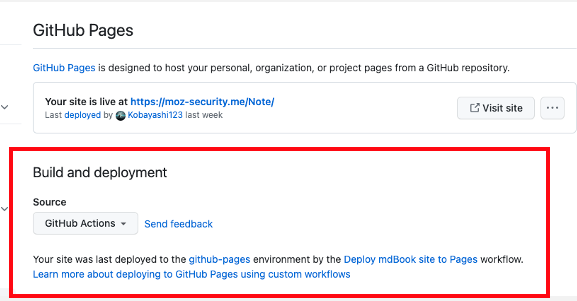 GitHub Pages
GitHub Pages is designed to host your personal, organization, or project pages from a GitHub repository.
Your site is live at https://moz-security.me/Note/
Last deployed by Kobayashi123 last week
Visit site
Build and deployment
Source
GitHub Actions
Send feedback
Your site was last deployed to the github-pages environment by the Deploy mdBook site to Pages workflow.
Learn more about deploying to GitHub Pages using custom workflows